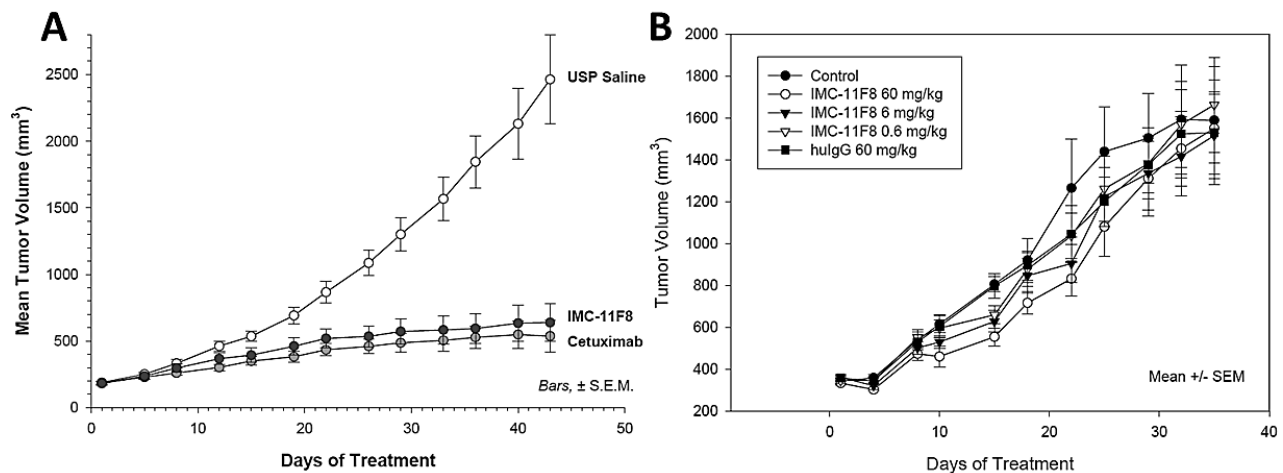 A
Mean Tumor Volume (mm³)
2500
2000
1500
1000
500
0
USP Saline
IMC-11F8
Cetuximab
Bars, ± S.E.M.
0 10 20 30 40 50
Days of Treatment
B
Tumor Volume (mm³)
2000
1800
1600
1400
1200
1000
800
600
400
200
Control
IMC-11F8 60 mg/kg
IMC-11F8 6 mg/kg
IMC-11F8 0.6 mg/kg
huIgG 60 mg/kg
Mean +/- SEM
0 10 20 30 40
Days of Treatment